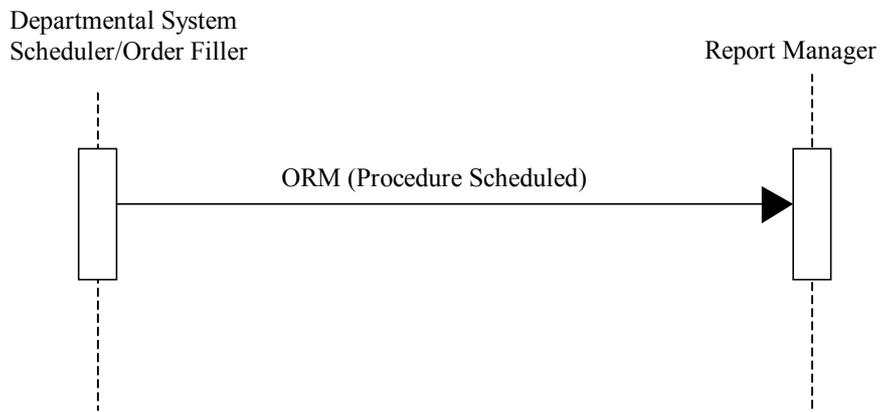 Departmental System
Scheduler/Order Filler
Report Manager
ORM (Procedure Scheduled)